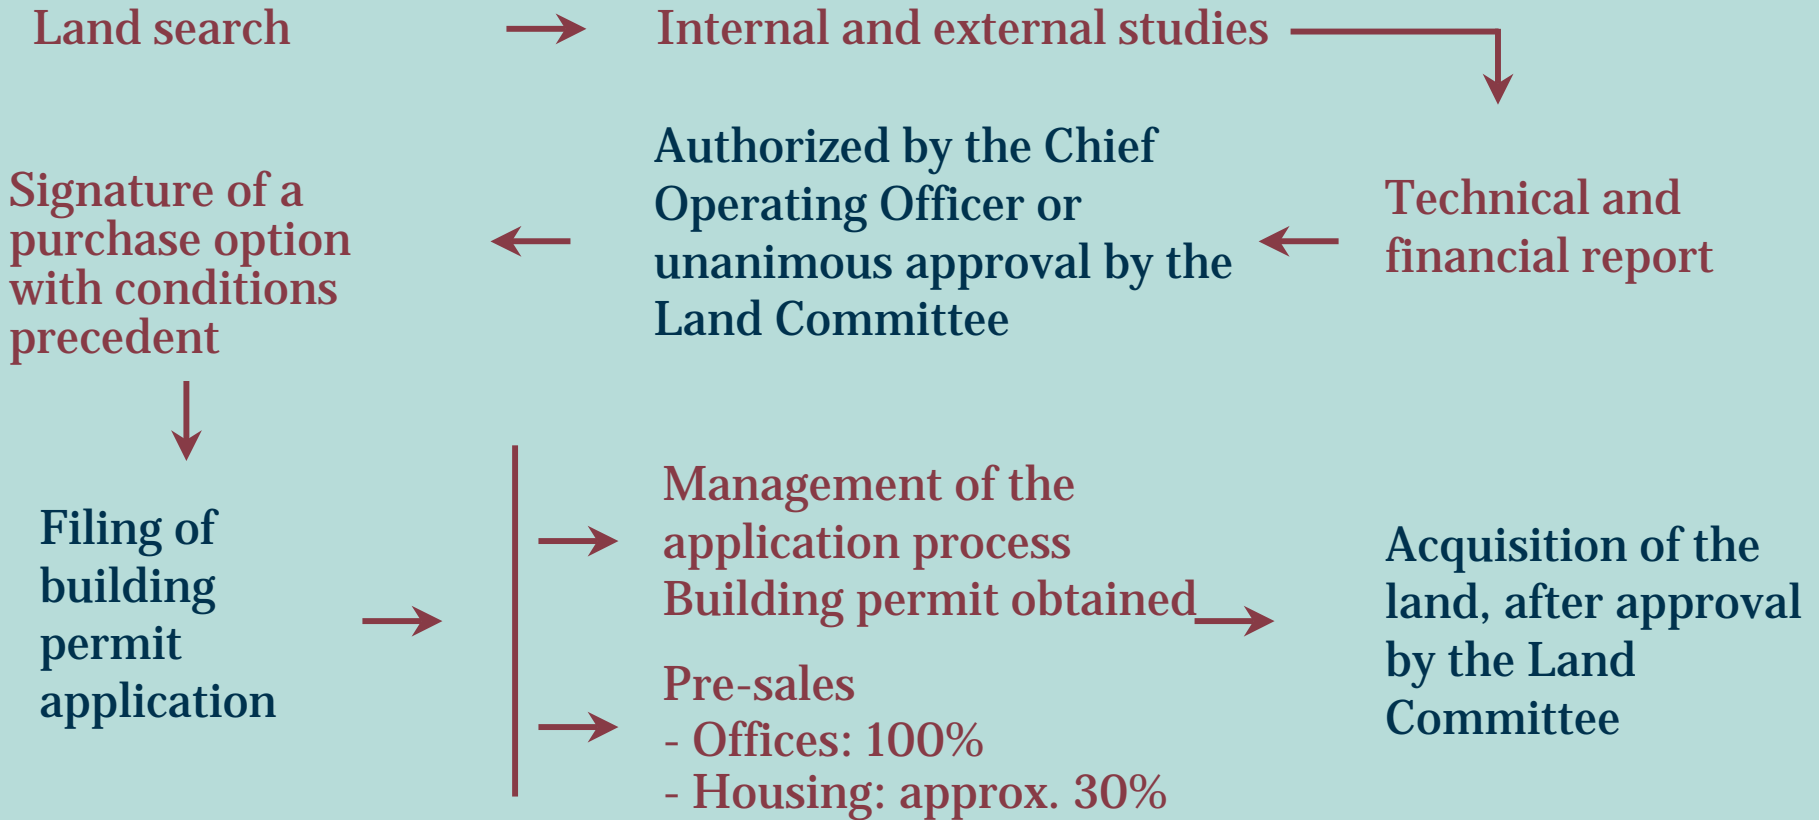 Land search
Internal and external studies
Technical and
financial report
Authorized by the Chief
Operating Officer or
unanimous approval by the
Land Committee
Signature of a
purchase option
with conditions
precedent
Filing of
building
permit
application
Management of the
application process
Building permit obtained
Pre-sales
- Offices: 100%
- Housing: approx. 30%
Acquisition of the
land, after approval
by the Land
Committee